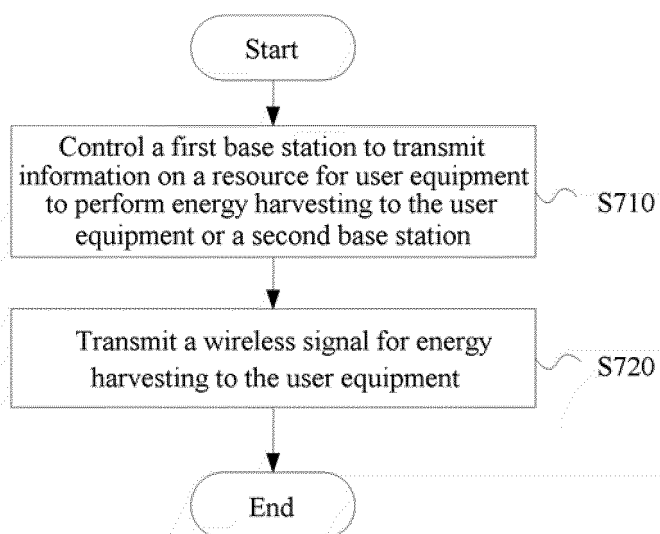 Start
Control a first base station to transmit
information on a resource for user equipment
to perform energy harvesting to the user
equipment or a second base station
S710
Transmit a wireless signal for energy
harvesting to the user equipment
S720
End